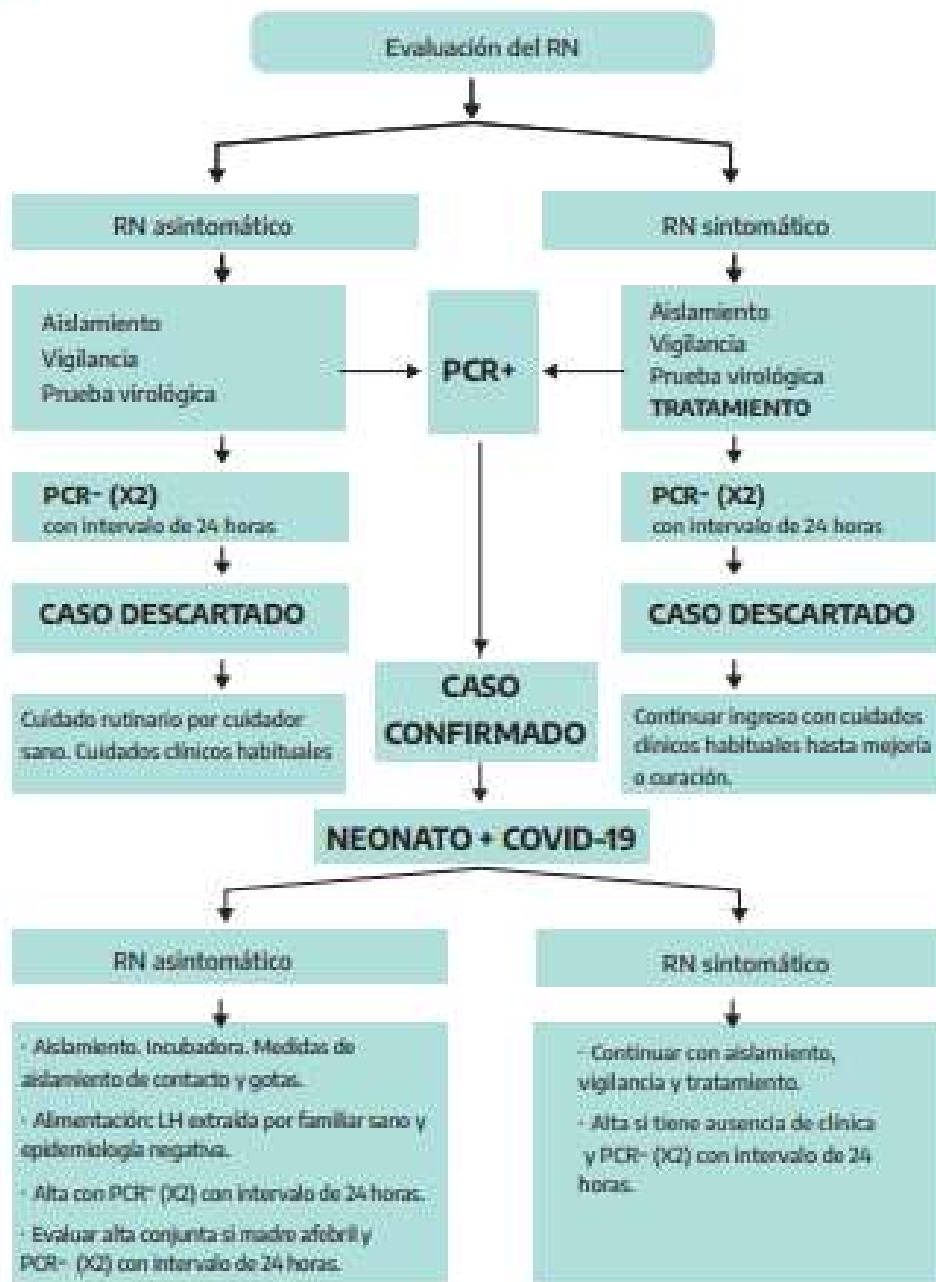 Evaluación del RN
RN asintomático
RN sintomático
Aislamiento
Vigilancia
Prueba virológica
PCR+
Aislamiento
Vigilancia
Prueba virológica
TRATAMIENTO
PCR- (X2)
con intervalo de 24 horas
PCR- (X2)
con intervalo de 24 horas
CASO DESCARTADO
CASO DESCARTADO
Cuidado rutinario por cuidador
sano. Cuidados clínicos habituales
CASO
CONFIRMADO
Continuar ingreso con cuidados
clínicos habituales hasta mejoría
o curación.
NEONATO + COVID-19
RN asintomático
RN sintomático
· Aislamiento. Incubadora. Medidas de
aislamiento de contacto y gotas.
· Alimentación: LH extraída por familiar sano y
epidemiología negativa.
· Alta con PCR- (X2) con intervalo de 24 horas.
· Evaluar alta conjunta si madre afebril y
PCR- (X2) con intervalo de 24 horas.
· Continuar con aislamiento,
vigilancia y tratamiento.
· Alta si tiene ausencia de clínica
y PCR- (X2) con intervalo de 24
horas.